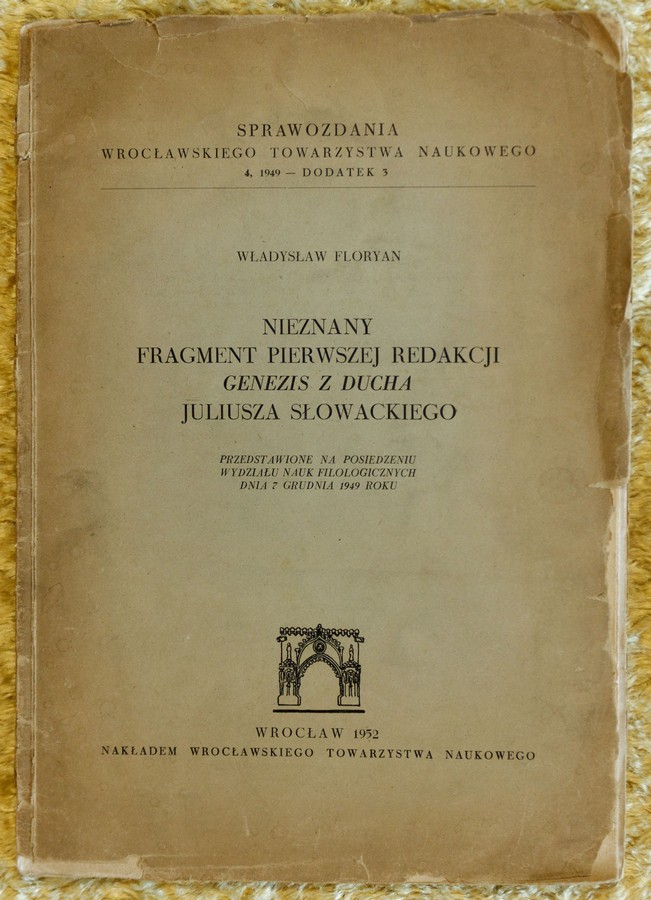 SPRAWOZDANIA
WROCŁAWSKIEGO TOWARZYSTWA NAUKOWEGO
4, 1949 — DODATEK 3
WŁADYSŁAW FLORYAN
NIEZNANY
FRAGMENT PIERWSZEJ REDAKCJI
GENEZIS Z DUCHA
JULIUSZA SŁOWACKIEGO
PRZEDSTAWIONE NA POSIEDZENIU
WYDZIAŁU NAUK FILOLOGICZNYCH
DNIA 7 GRUDNIA 1949 ROKU
WROCŁAW 1952
NAKŁADEM WROCŁAWSKIEGO TOWARZYSTWA NAUKOWEGO